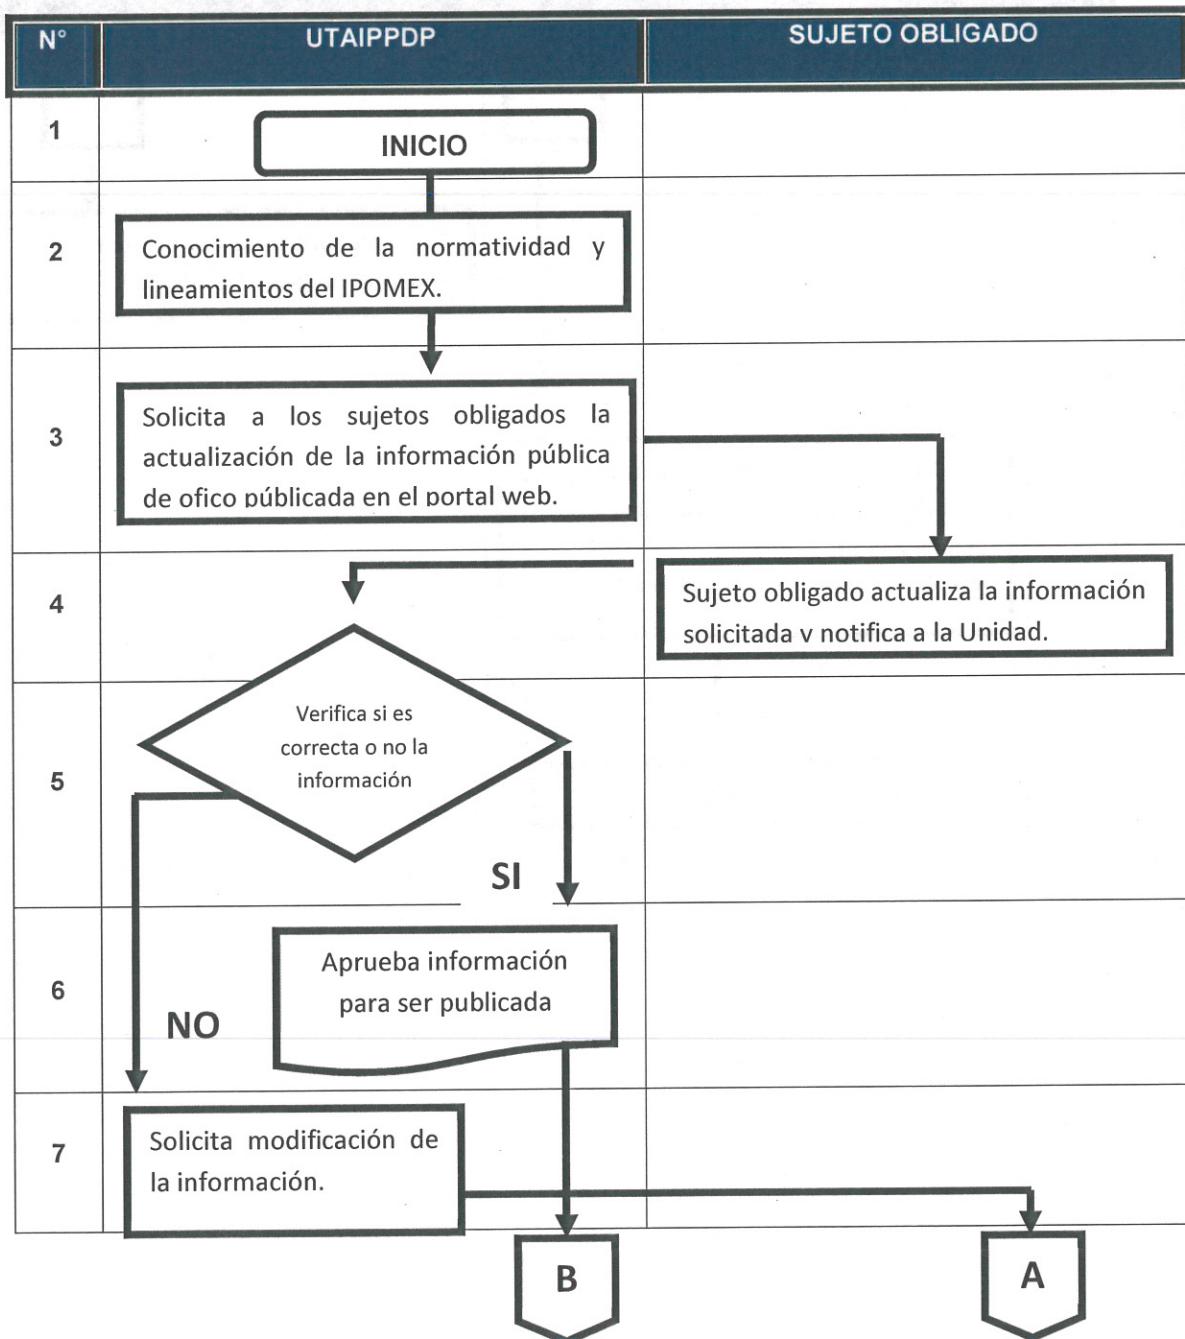 N° UTAIPPDP SUJETO OBLIGADO
1
INICIO
2
Conocimiento de la normatividad y
lineamientos del IPOMEX.
3
Solicita a los sujetos obligados la
actualización de la información pública
de ofico públicada en el portal web.
4
Sujeto obligado actualiza la información
solicitada y notifica a la Unidad.
5
Verifica si es
correcta o no la
información
SI
6
Aprueba información
para ser publicada
NO
7
Solicita modificación de
la información.
B
A